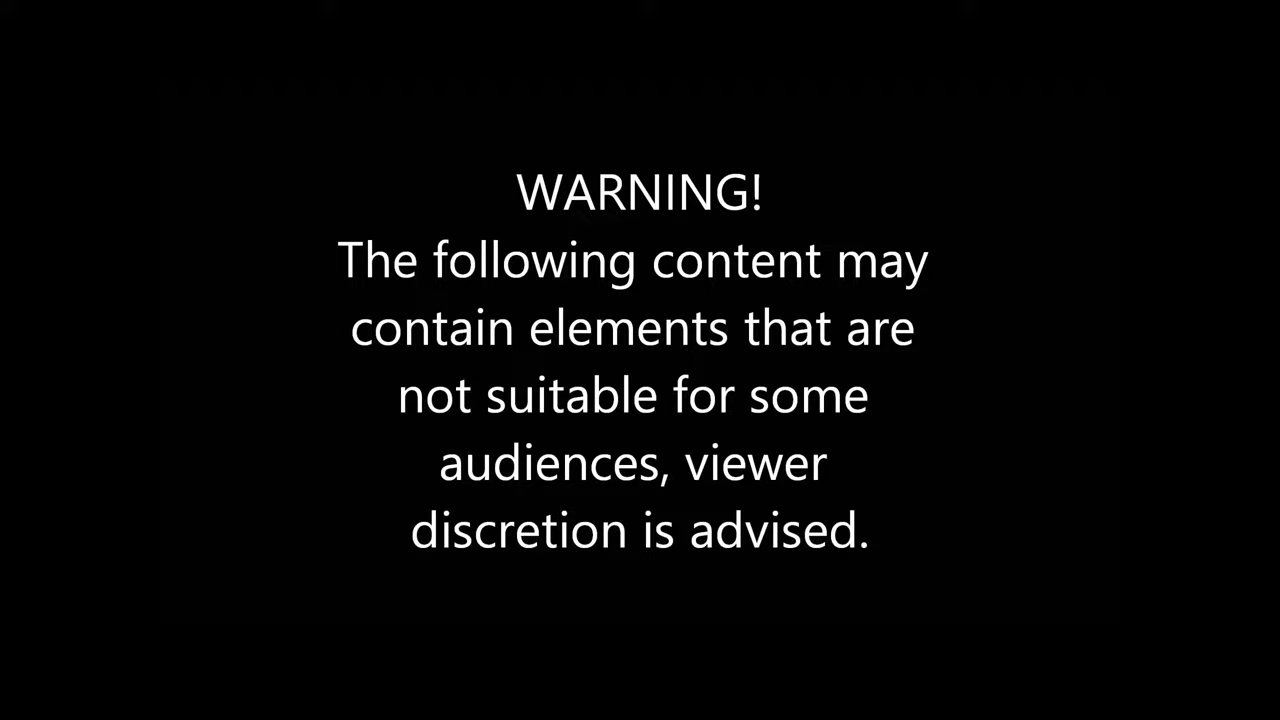 WARNING!
The following content may
contain elements that are
not suitable for some
audiences, viewer
discretion is advised.